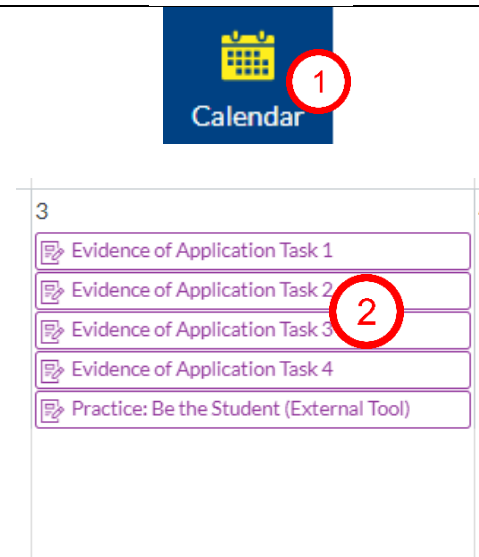 1
Calendar
3
Evidence of Application Task 1
Evidence of Application Task 2
2
Evidence of Application Task 3
Evidence of Application Task 4
Practice: Be the Student (External Tool)